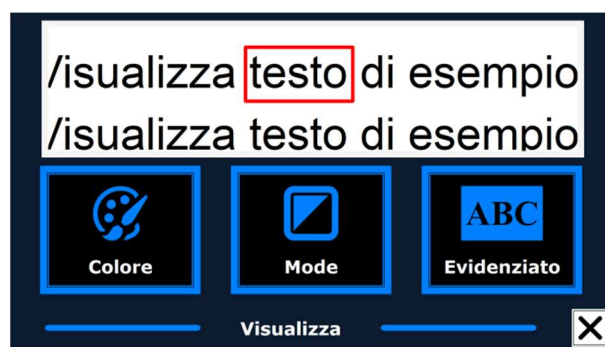 /isualizza testo di esempio
/isualizza testo di esempio
ABC
Colore Mode Evidenziato
Visualizza